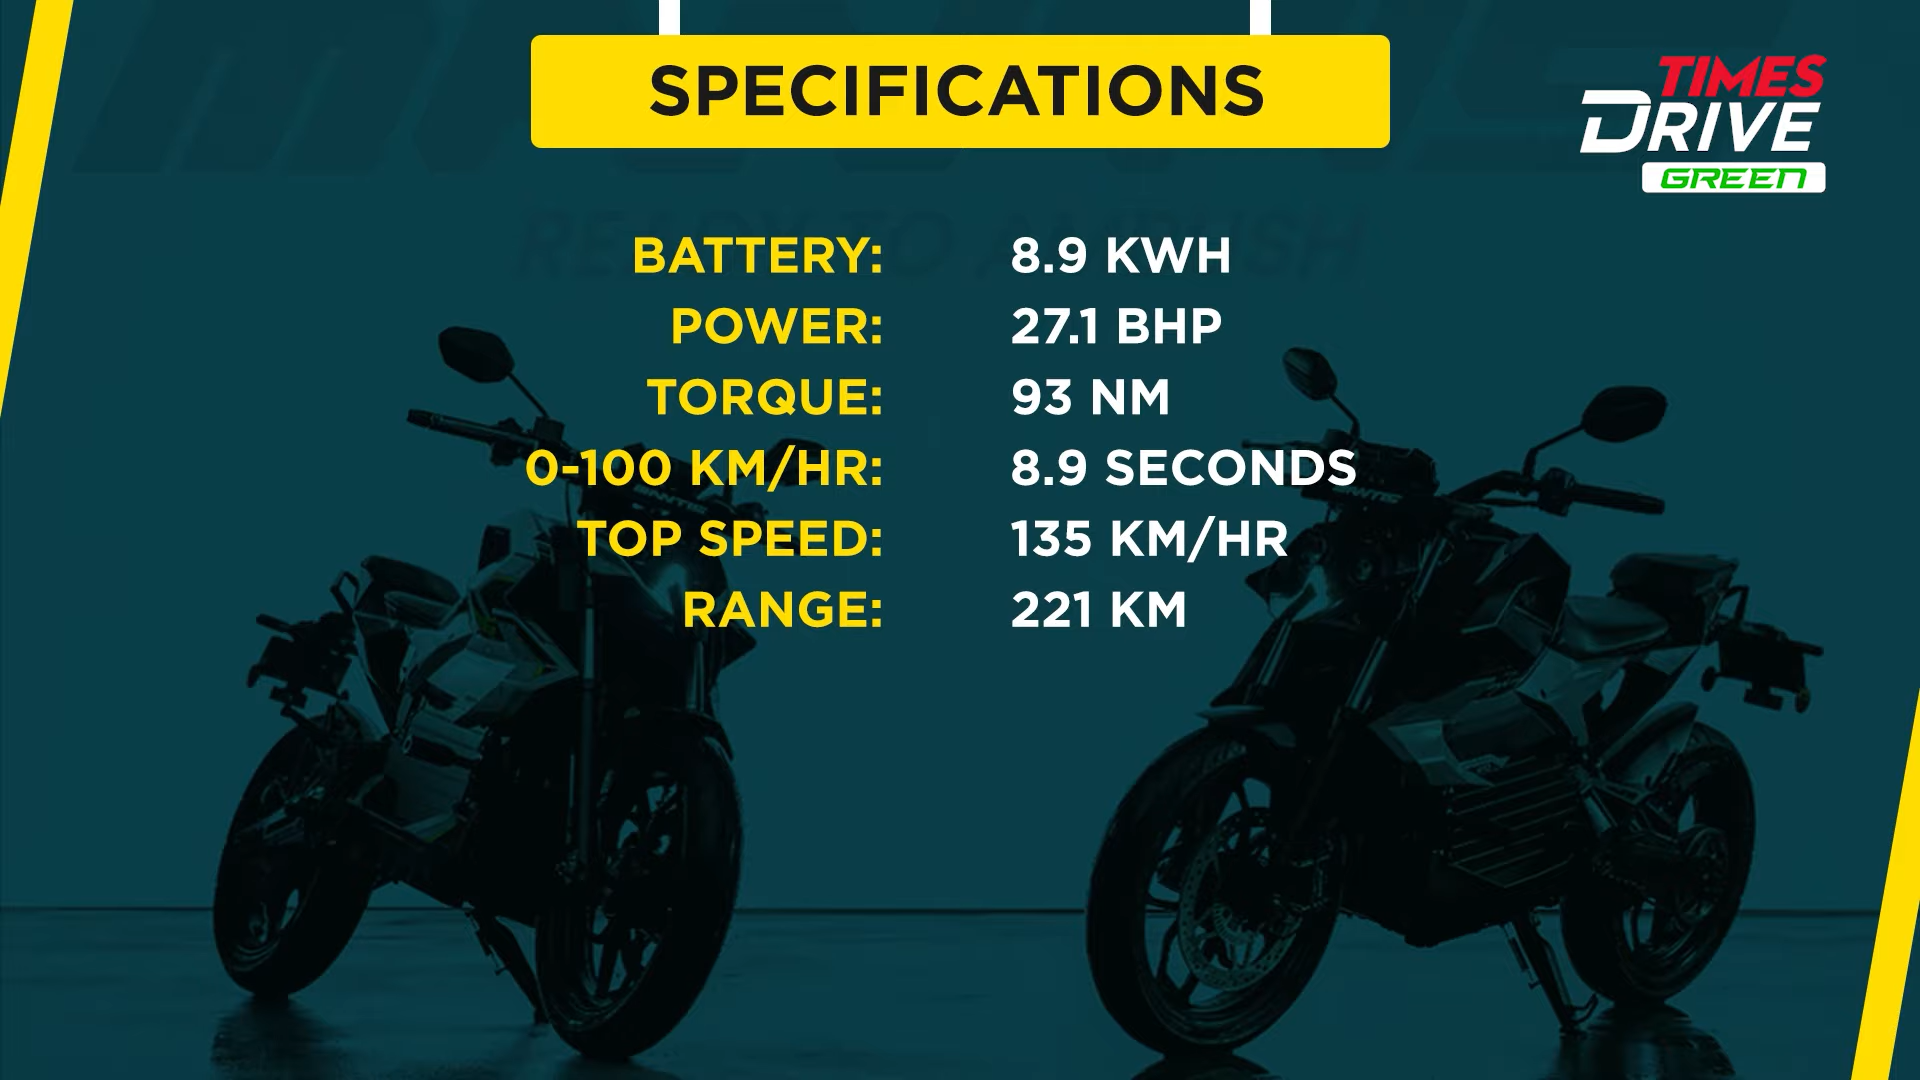 SPECIFICATIONS
TIMES
DRIVE
GREEN
BATTERY: 8.9 KWH
POWER: 27.1 BHP
TORQUE: 93 NM
0-100 KM/HR: 8.9 SECONDS
TOP SPEED: 135 KM/HR
RANGE: 221 KM